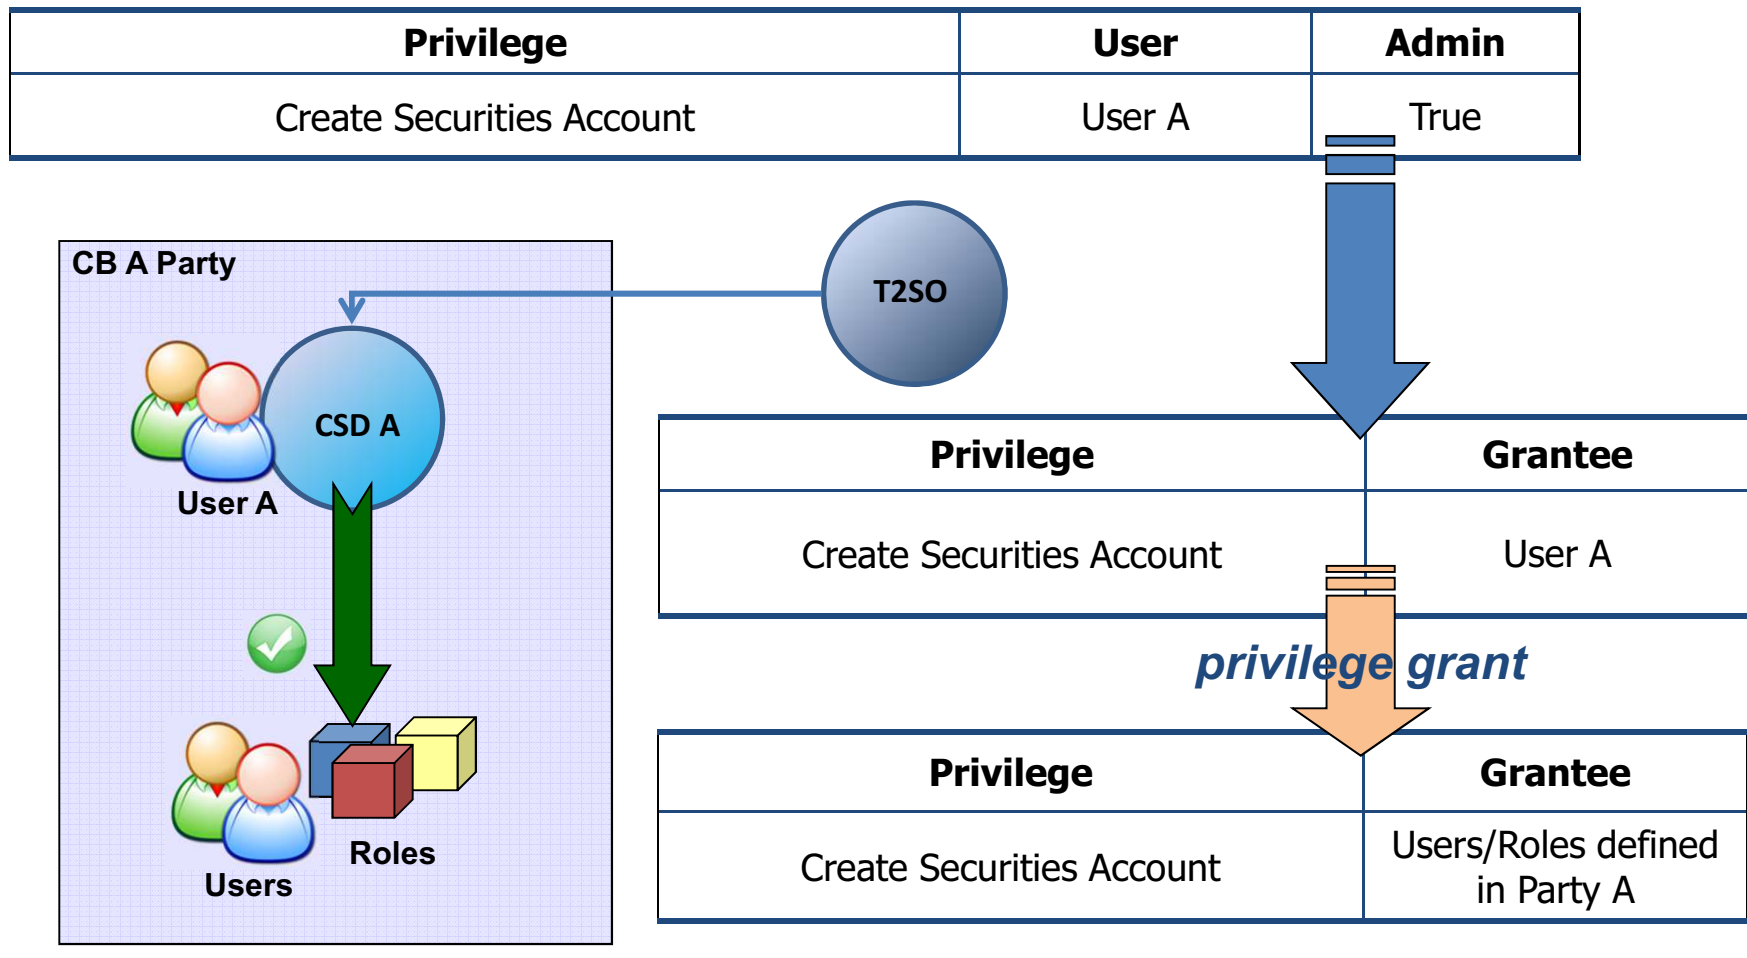 Privilege User Admin
Create Securities Account User A True
CB A Party
T2SO
CSD A
User A
Privilege Grantee
Create Securities Account User A
privilege grant
Roles
Users
Privilege Grantee
Create Securities Account Users/Roles defined
in Party A